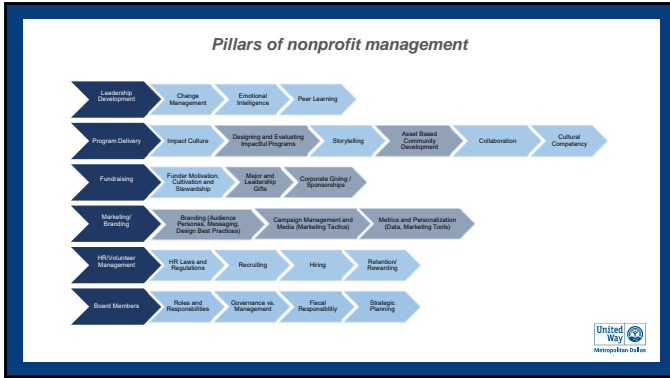 Pillars of nonprofit management
Leadership
Development
Change
Management
Emotional
Intelligence
Peer Learning
Program Delivery
Impact Culture
Designing and Evaluating
Impactful Programs
Storytelling
Asset Based
Community
Development
Collaboration
Cultural
Competency
Fundraising
Funder Motivation,
Cultivation and
Stewardship
Major and
Leadership
Gifts
Corporate Giving /
Sponsorships
Marketing/
Branding
Branding (Audience
Personas, Messaging,
Design Best Practices)
Campaign Management and
Media (Marketing Tactics)
Metrics and Personalization
(Data, Marketing Tools)
HR/Volunteer
Management
HR Laws and
Regulations
Recruiting
Hiring
Retention/
Rewarding
Board Members
Roles and
Responsibilities
Governance vs.
Management
Fiscal
Responsibility
Strategic
Planning
United
Way
Metropolitan Dallas